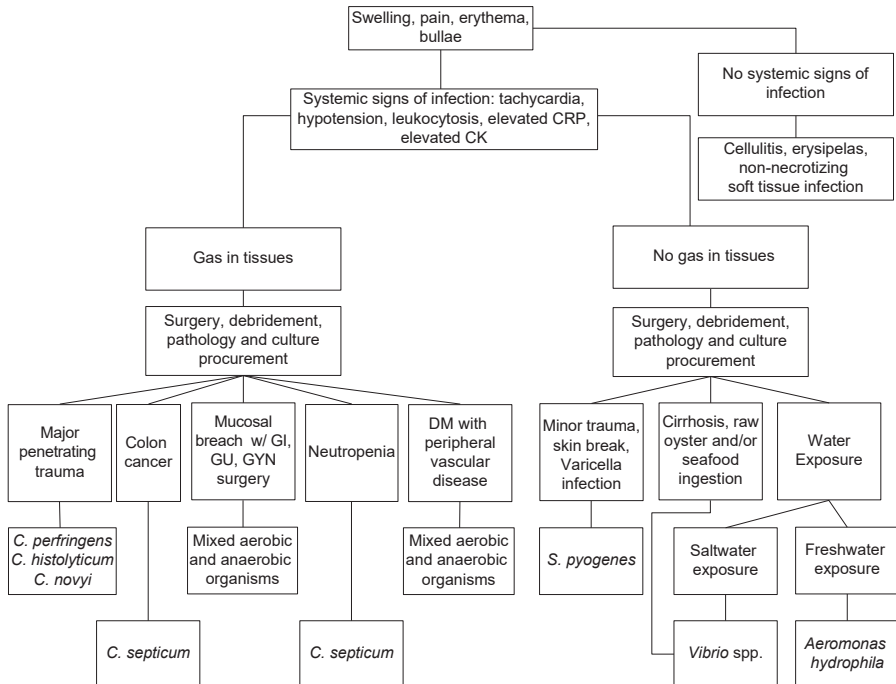 Swelling, pain, erythema,
bullae
No systemic signs of
infection
Systemic signs of infection: tachycardia,
hypotension, leukocytosis, elevated CRP,
elevated CK
Cellulitis, erysipelas,
non-necrotizing
soft tissue infection
Gas in tissues
No gas in tissues
Surgery, debridement,
pathology and culture
procurement
Surgery, debridement,
pathology and culture
procurement
Major
penetrating
trauma
Colon
cancer
Mucosal
breach w/ GI,
GU, GYN
surgery
Neutropenia
DM with
peripheral
vascular
disease
Minor trauma,
skin break,
Varicella
infection
Cirrhosis, raw
oyster and/or
seafood
ingestion
Water
Exposure
C. perfringens
C. histolyticum
C. novyi
Mixed aerobic
and anaerobic
organisms
Mixed aerobic
and anaerobic
organisms
S. pyogenes
Saltwater
exposure
Freshwater
exposure
C. septicum
C. septicum
Vibrio spp.
Aeromonas
hydrophila